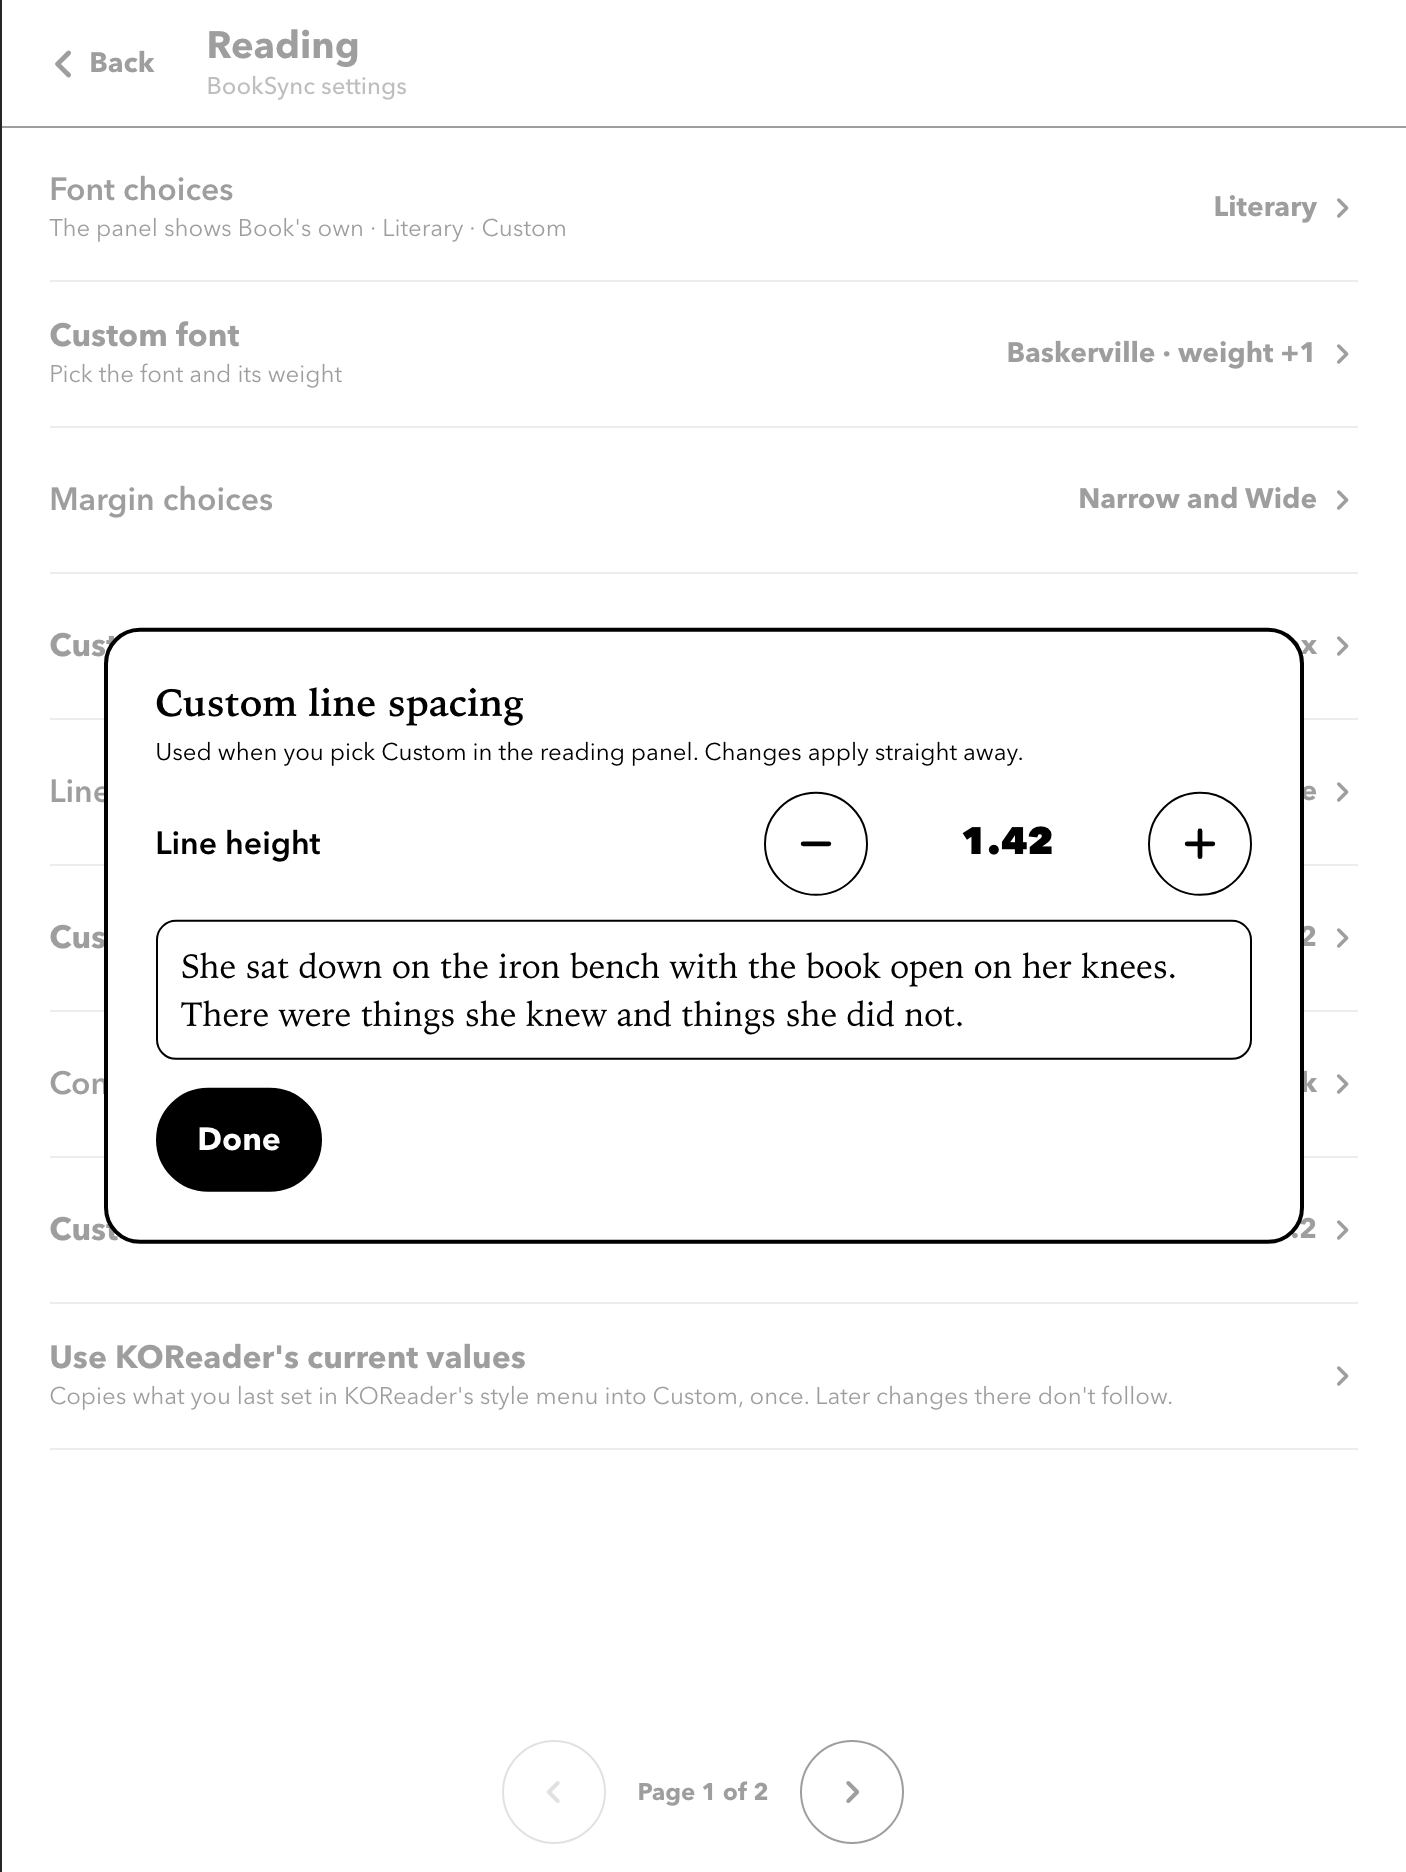 Back
Reading
BookSync settings
Font choices
The panel shows Book's own · Literary · Custom
Literary
Custom font
Pick the font and its weight
Baskerville · weight +1
Margin choices
Narrow and Wide
Custom line spacing
Used when you pick Custom in the reading panel. Changes apply straight away.
Line height
1.42
She sat down on the iron bench with the book open on her knees.
There were things she knew and things she did not.
Done
Use KOReader's current values
Copies what you last set in KOReader's style menu into Custom, once. Later changes there don't follow.
Page 1 of 2